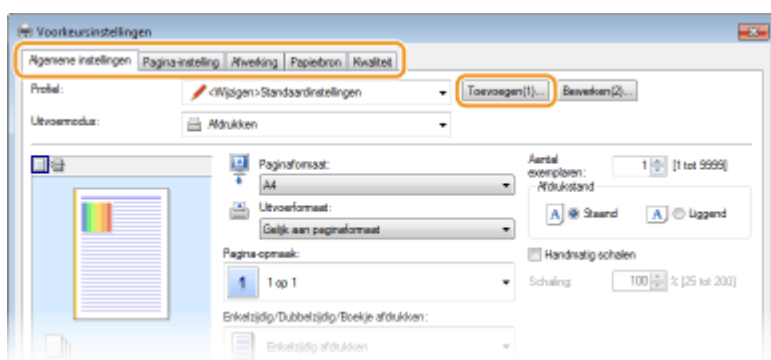 Voorkeursinstellingen
Algemene instellingen Pagina-instelling Afwerking Papierbron Kwaliteit
Profiel: <Wijzigen>Standaardinstellingen Toevoegen(1)... Bewerken(2)...
Uitvoermodus: Afdrukken
Paginaformaat:
A4
Uitvoerformaat:
Gelijk aan paginaformaat
Pagina-opmaak:
1 op 1
Enkelzijdig/Dubbelzijdig/Boekje afdrukken:
Enkelzijdig afdrukken
Aantal exemplaren: 1 [1 tot 9999]
Afdrukstand
A Staand A Liggend
Handmatig schalen
Schaling: 100 % [25 tot 200]